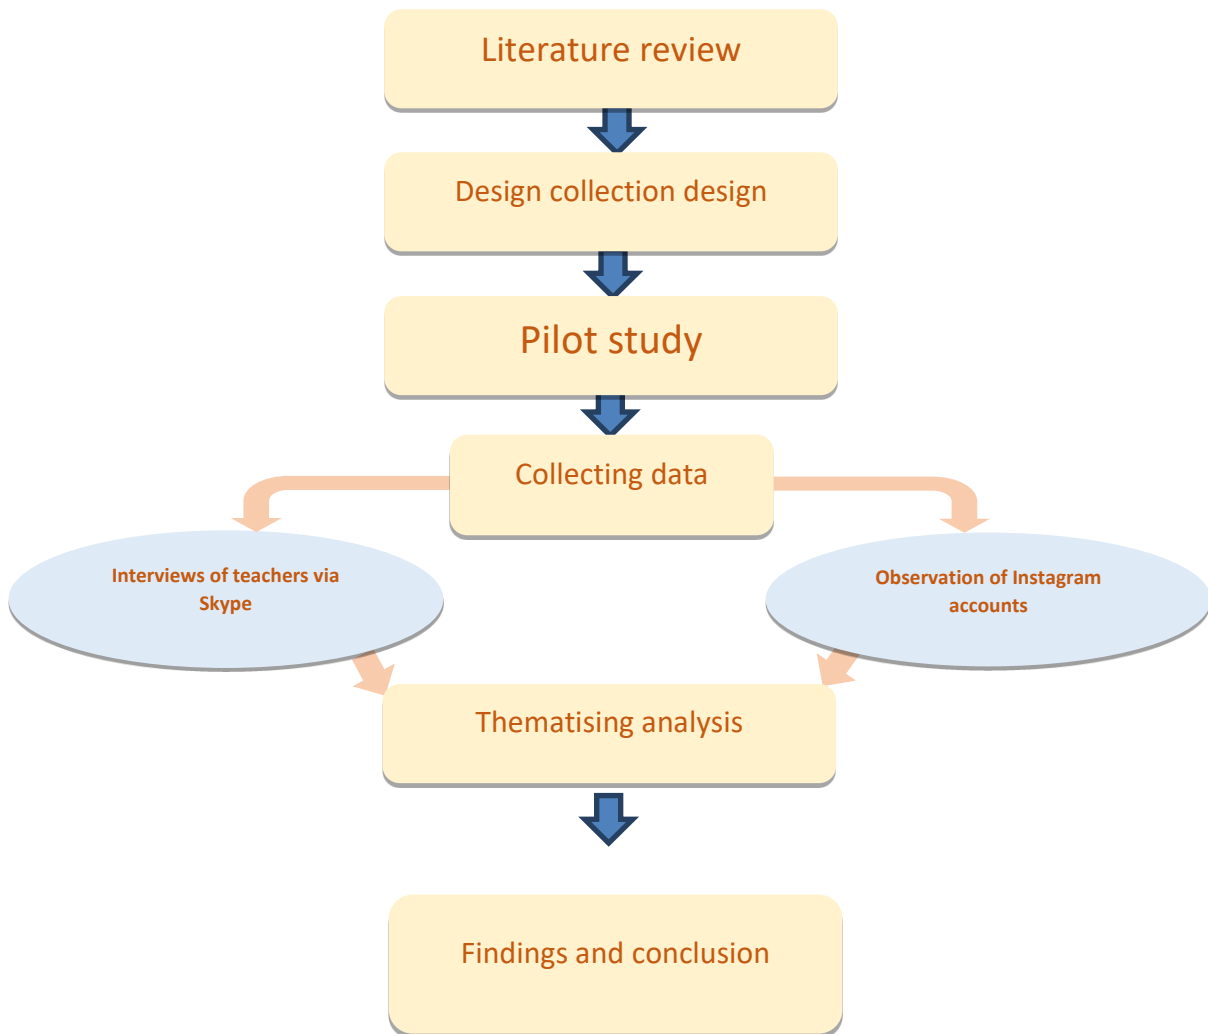 Literature review
Design collection design
Pilot study
Collecting data
Interviews of teachers via
Skype
Observation of Instagram
accounts
Thematising analysis
Findings and conclusion